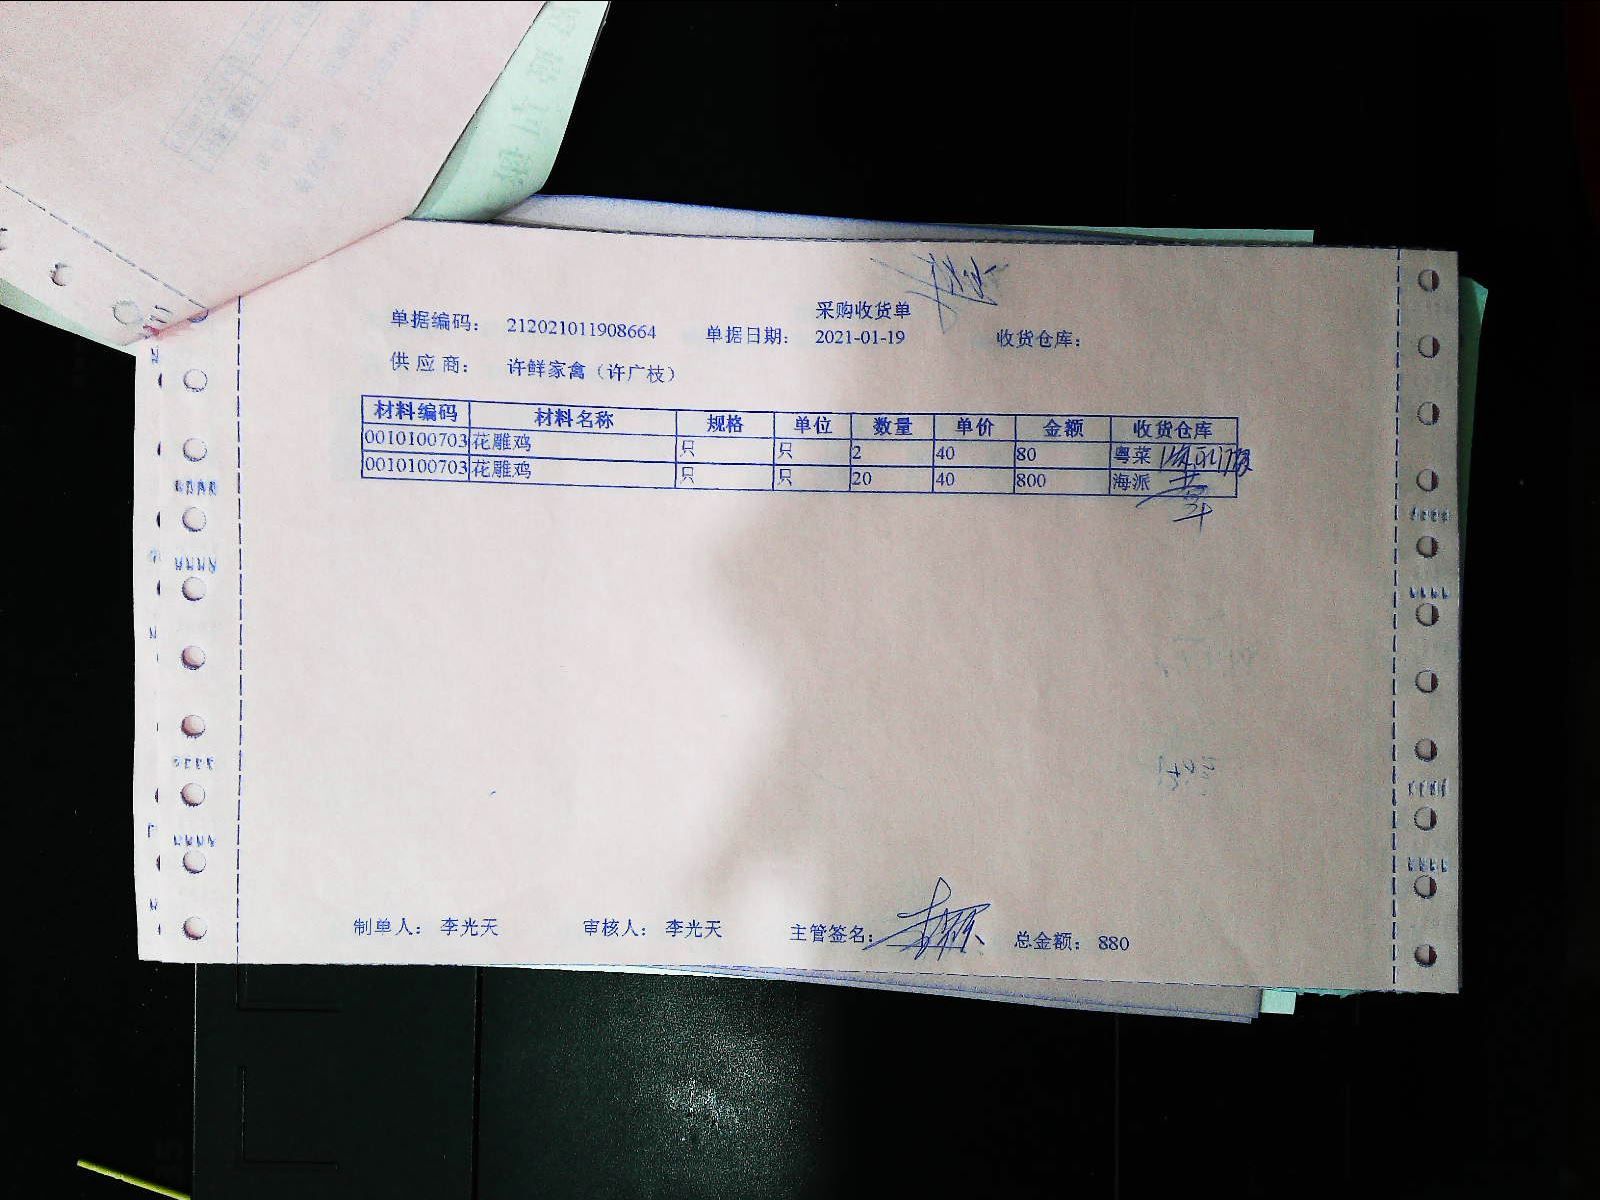 采购收货单
单据编码： 212021011908664 单据日期： 2021-01-19 收货仓库：
供 应 商： 许鲜家禽（许广枝）
材料编码 材料名称 规格 单位 数量 单价 金额 收货仓库
0010100703 花雕鸡 只 只 2 40 80 粤菜
0010100703 花雕鸡 只 只 20 40 800 海派
制单人： 李光天 审核人： 李光天 主管签名： 总金额： 880